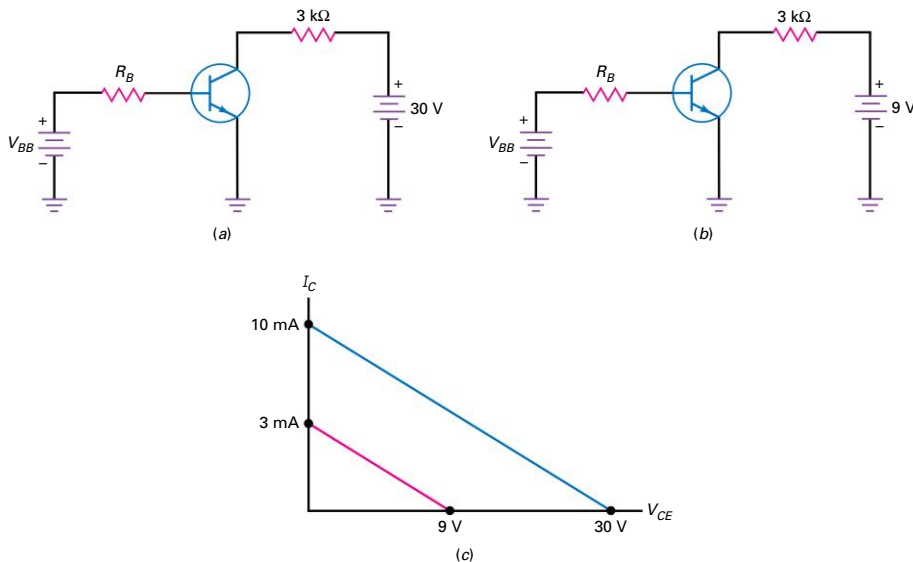 3 kΩ
R_B
+
30 V
−
+
V_BB
−
(a)
3 kΩ
R_B
+
9 V
−
+
V_BB
−
(b)
I_C
10 mA
3 mA
9 V
30 V
V_CE
(c)